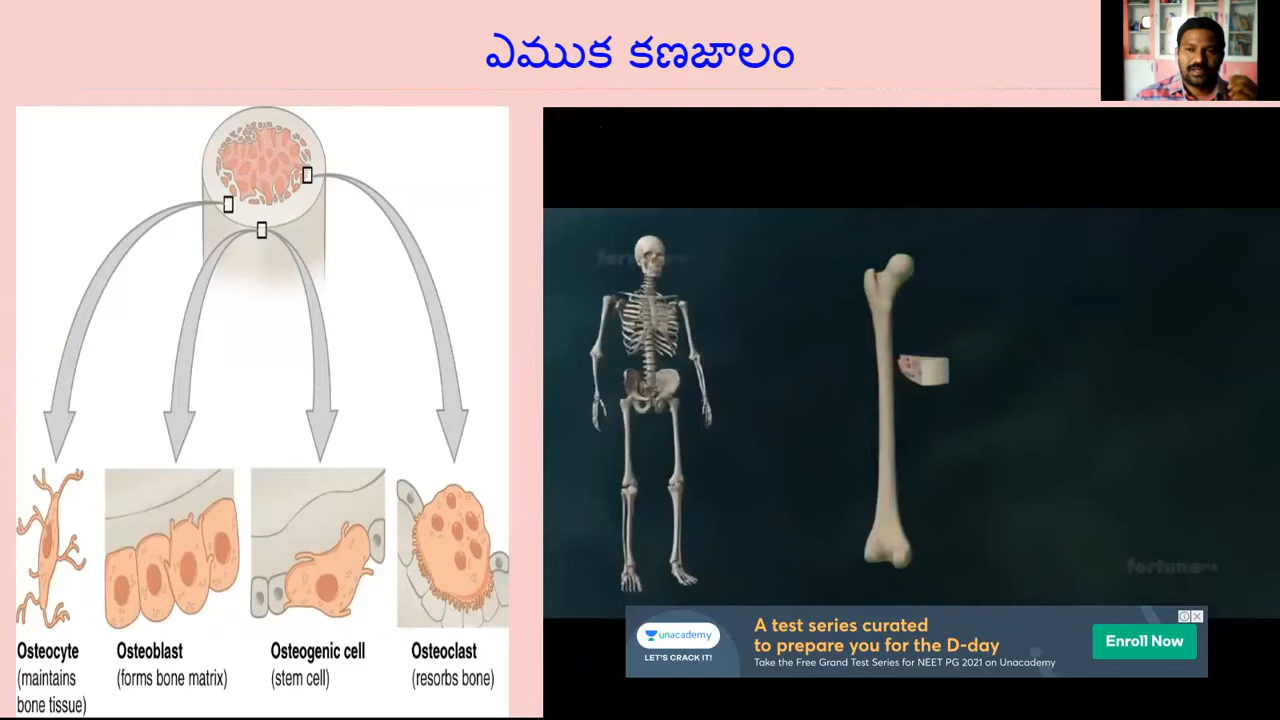 ఎముక కణజాలం
Osteocyte
(maintains
bone tissue)
Osteoblast
(forms bone matrix)
Osteogenic cell
(stem cell)
Osteoclast
(resorbs bone)
unacademy
LET'S CRACK IT!
A test series curated
to prepare you for the D-day
Take the Free Grand Test Series for NEET PG 2021 on Unacademy
Enroll Now